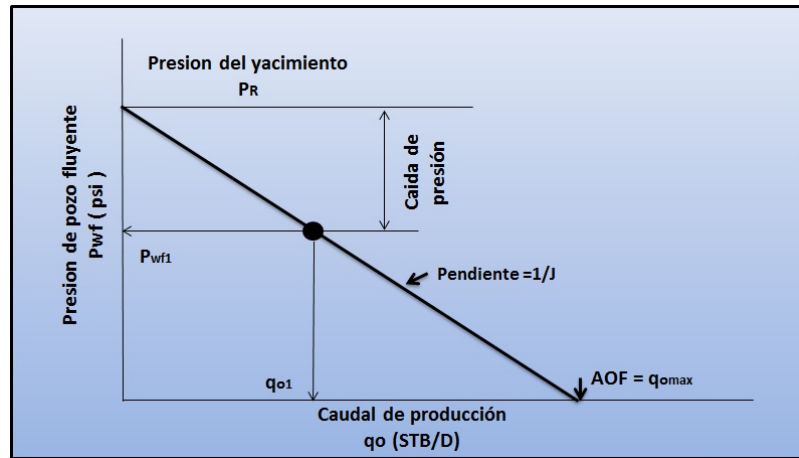 Presion del yacimiento
PR
Caida de
presión
Presion de pozo fluyente
Pwf ( psi )
Pwf1
Pendiente =1/J
qo1
AOF = qomax
Caudal de producción
qo (STB/D)